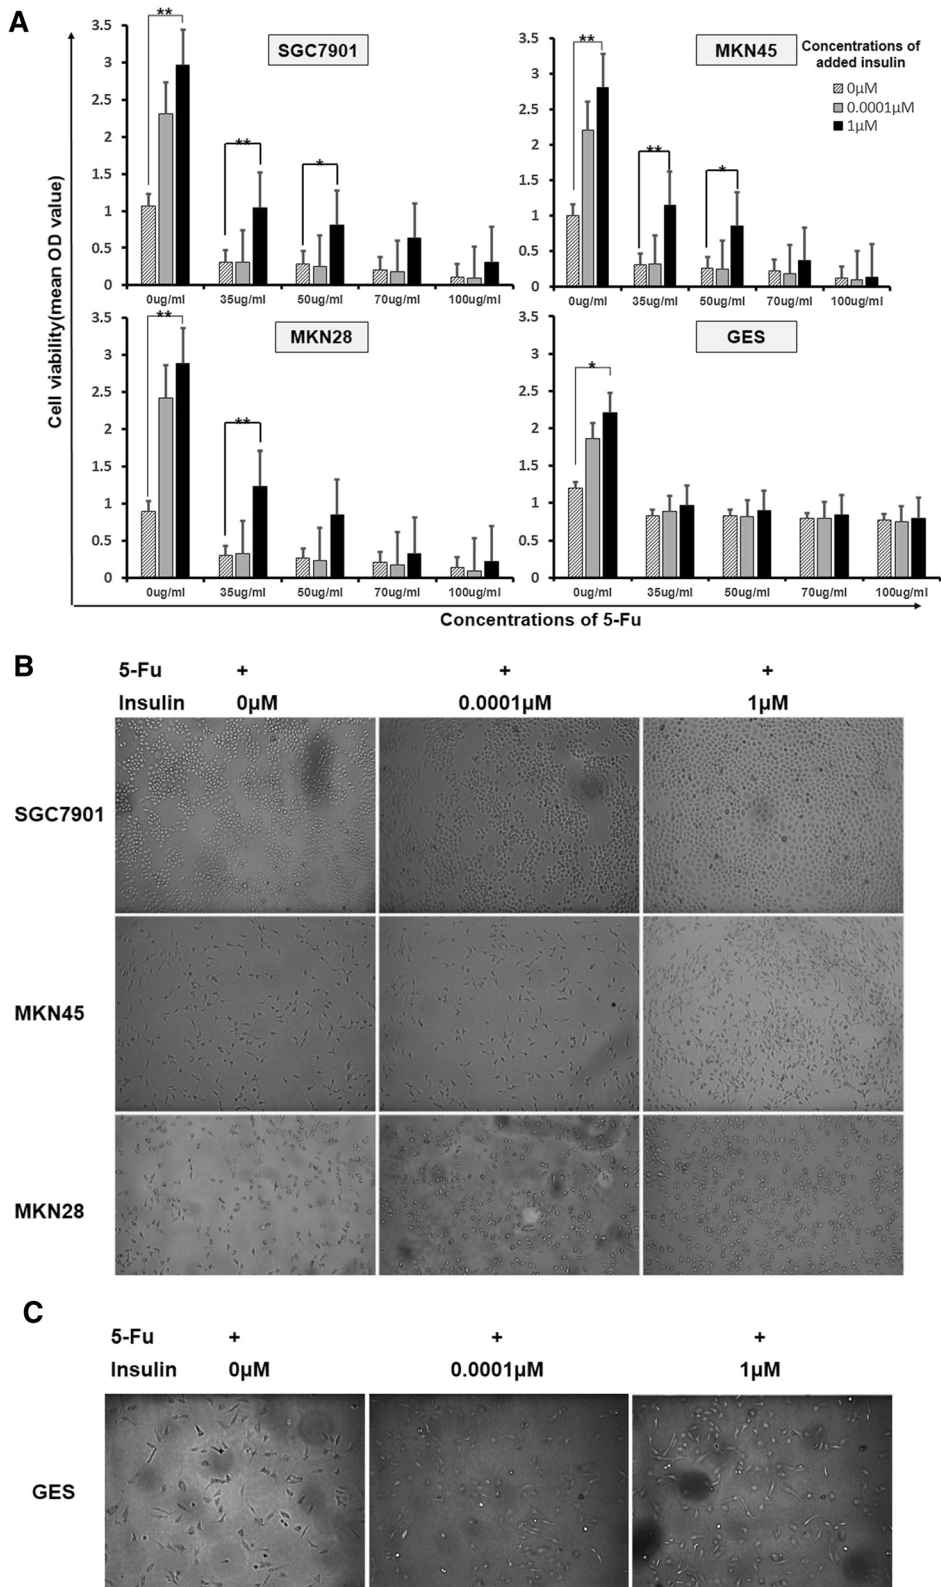 A
Cell viability(mean OD value)
SGC7901
3.5
3
2.5
2
1.5
1
0.5
0
**
**
*
0ug/ml 35ug/ml 50ug/ml 70ug/ml 100ug/ml
MKN45
Concentrations of
added insulin
0µM
0.0001µM
1µM
3.5
3
2.5
2
1.5
1
0.5
0
**
**
*
0ug/ml 35ug/ml 50ug/ml 70ug/ml 100ug/ml
MKN28
3.5
3
2.5
2
1.5
1
0.5
0
**
**
0ug/ml 35ug/ml 50ug/ml 70ug/ml 100ug/ml
GES
3.5
3
2.5
2
1.5
1
0.5
0
*
0ug/ml 35ug/ml 50ug/ml 70ug/ml 100ug/ml
Concentrations of 5-Fu
B
5-Fu + + +
Insulin 0µM 0.0001µM 1µM
SGC7901
MKN45
MKN28
C
5-Fu + + +
Insulin 0µM 0.0001µM 1µM
GES